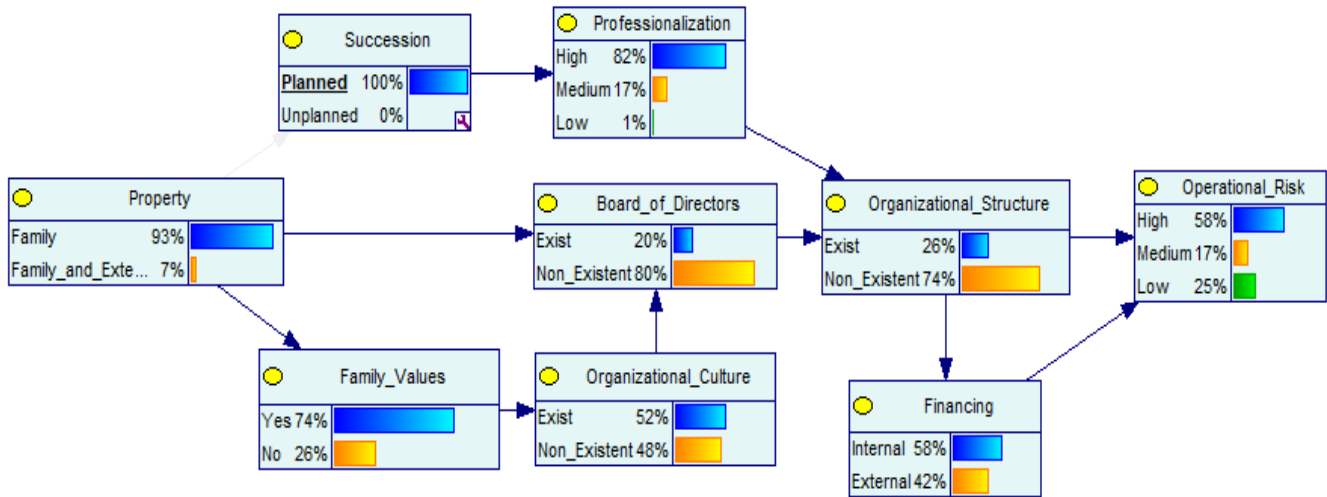 Succession
Planned 100%
Unplanned 0%
Professionalization
High 82%
Medium 17%
Low 1%
Property
Family 93%
Family_and_Exte... 7%
Board_of_Directors
Exist 20%
Non_Existent 80%
Organizational_Structure
Exist 26%
Non_Existent 74%
Operational_Risk
High 58%
Medium 17%
Low 25%
Family_Values
Yes 74%
No 26%
Organizational_Culture
Exist 52%
Non_Existent 48%
Financing
Internal 58%
External 42%